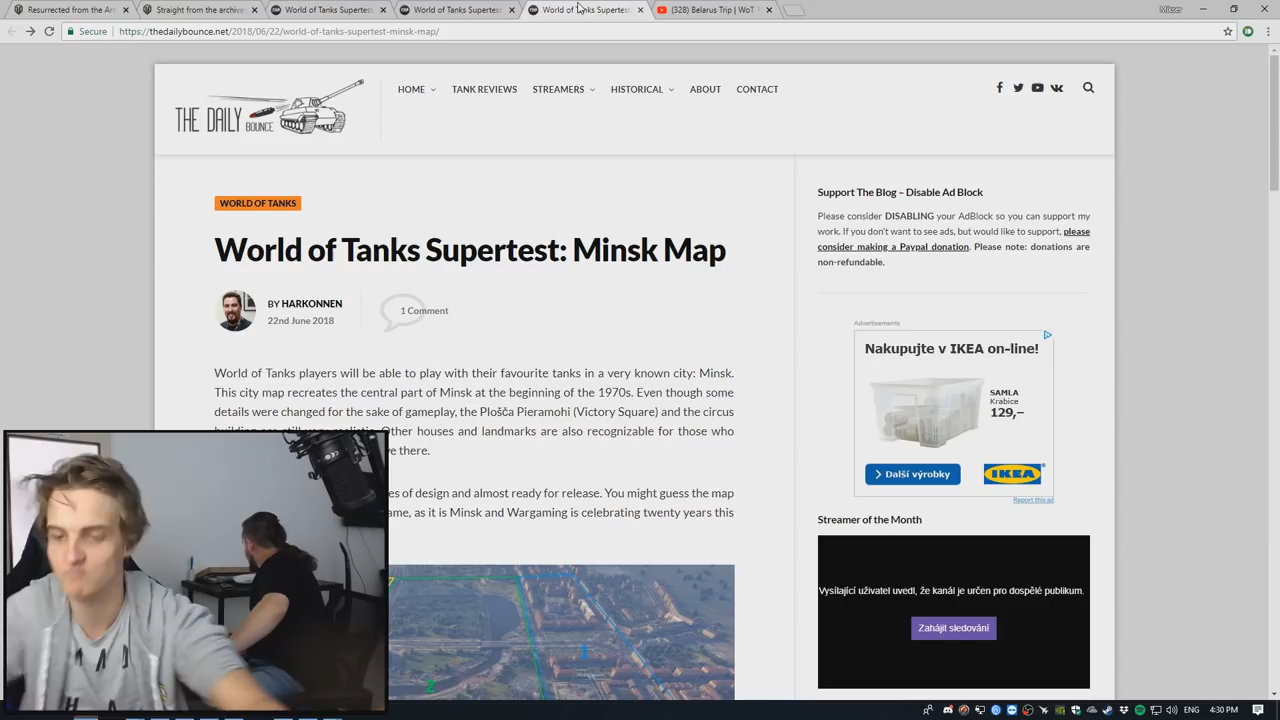 Resurrected from the Ar
Straight from the archive
World of Tanks Supertest:
World of Tanks Supertest
World of Tanks Supertest:
(328) Belarus Trip | WoT
Secure
https://thedailybounce.net/2018/06/22/world-of-tanks-supertest-minsk-map/
THE DAILY BOUNCE
HOME
TANK REVIEWS
STREAMERS
HISTORICAL
ABOUT
CONTACT
WORLD OF TANKS
World of Tanks Supertest: Minsk Map
BY HARKONNEN
22nd June 2018
1 Comment
World of Tanks players will be able to play with their favourite tanks in a very known city: Minsk.
This city map recreates the central part of Minsk at the beginning of the 1970s. Even though some
details were changed for the sake of gameplay, the Plošča Pieramohi (Victory Square) and the circus
building are still very realistic. Other houses and landmarks are also recognizable for those who
there.
es of design and almost ready for release. You might guess the map
ame, as it is Minsk and Wargaming is celebrating twenty years this
7
1
2
Support The Blog – Disable Ad Block
Please consider DISABLING your AdBlock so you can support my
work. If you don't want to see ads, but would like to support, please
consider making a Paypal donation. Please note: donations are
non-refundable.
Advertisements
Nakupujte v IKEA on-line!
SAMLA
Krabice
129,–
Další výrobky
IKEA
Report this ad
Streamer of the Month
Vysílající uživatel uvedl, že kanál je určen pro dospělé publikum.
Zahájit sledování
4:30 PM